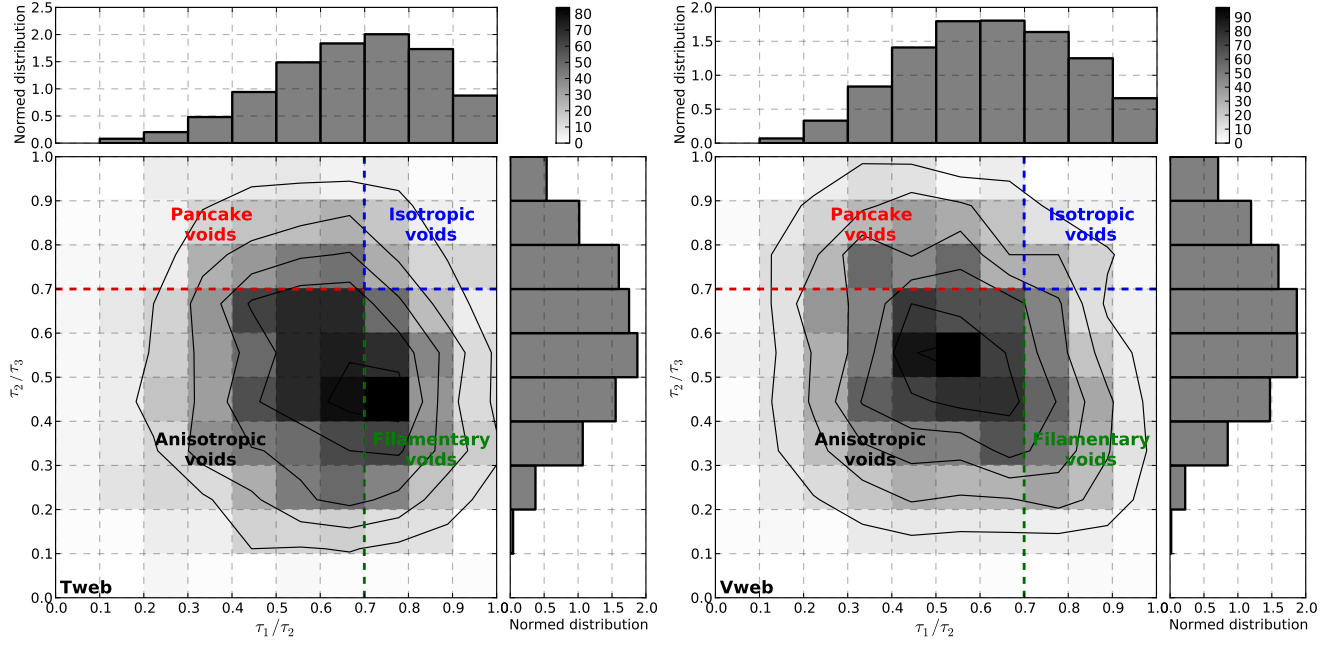 Normed distribution
2.5
2.0
1.5
1.0
0.5
0.0
80
70
60
50
40
30
20
10
0
Normed distribution
2.0
1.5
1.0
0.5
0.0
90
80
70
60
50
40
30
20
10
0
τ2/τ3
1.0
0.9
0.8
0.7
0.6
0.5
0.4
0.3
0.2
0.1
0.0
Pancake
voids
Isotropic
voids
Anisotropic
voids
Filamentary
voids
Tweb
0.0 0.1 0.2 0.3 0.4 0.5 0.6 0.7 0.8 0.9 1.0
τ1/τ2
0.0 0.5 1.0 1.5 2.0
Normed distribution
τ2/τ3
1.0
0.9
0.8
0.7
0.6
0.5
0.4
0.3
0.2
0.1
0.0
Pancake
voids
Isotropic
voids
Anisotropic
voids
Filamentary
voids
Vweb
0.0 0.1 0.2 0.3 0.4 0.5 0.6 0.7 0.8 0.9 1.0
τ1/τ2
0.0 0.5 1.0 1.5 2.0
Normed distribution